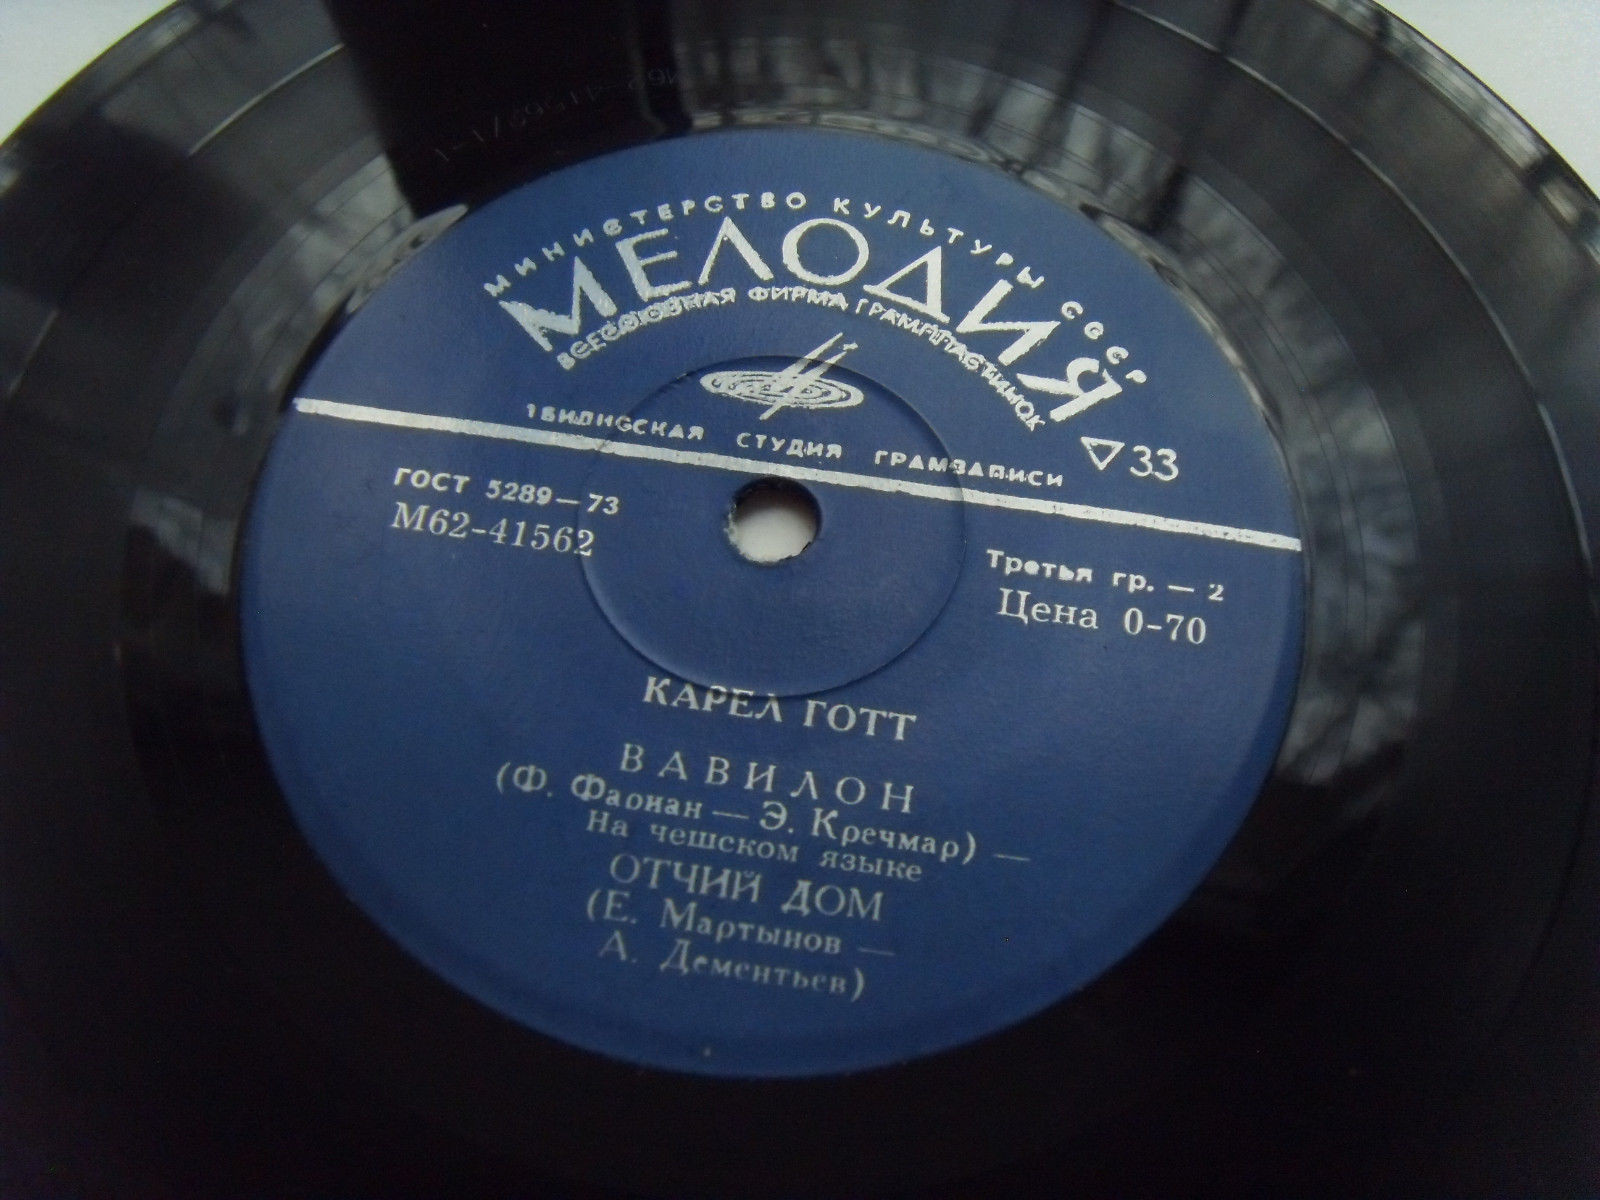 МИНИСТЕРСТВО КУЛЬТУРЫ СССР
МЕЛОДИЯ
ВСЕСОЮЗНАЯ ФИРМА ГРАМПЛАСТИНОК
ТБИЛИССКАЯ СТУДИЯ ГРАМЗАПИСИ
▽33
ГОСТ 5289—73
М62-41562
Третья гр. — 2
Цена 0-70
КАРЕЛ ГОТТ
ВАВИЛОН
(Ф. Фариан — Э. Кречмар) —
На чешском языке
ОТЧИЙ ДОМ
(Е. Мартынов —
А. Дементьев)